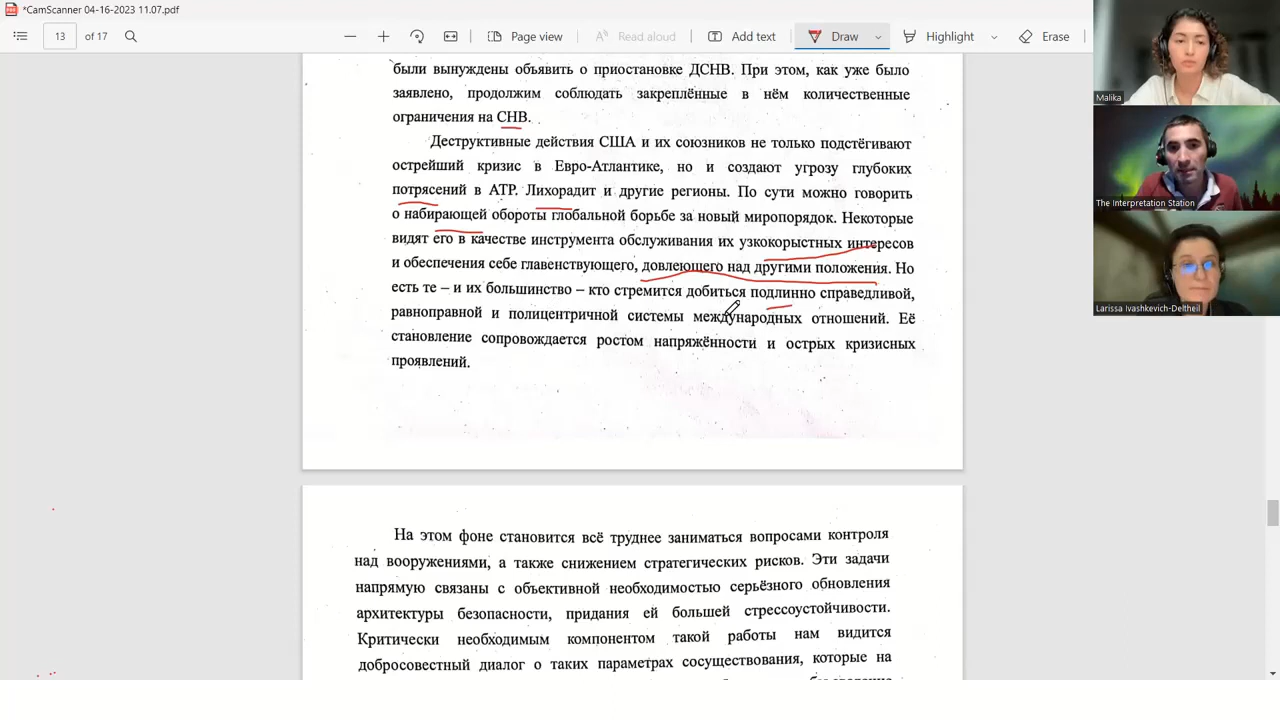 *CamScanner 04-16-2023 11.07.pdf
13 of 17
Page view
Read aloud
Add text
Draw
Highlight
Erase
Malika
The Interpretation Station
Larissa Ivashkevich-Deltheil
были вынуждены объявить о приостановке ДСНВ. При этом, как уже было
заявлено, продолжим соблюдать закреплённые в нём количественные
ограничения на СНВ.
Деструктивные действия США и их союзников не только подстёгивают
острейший кризис в Евро-Атлантике, но и создают угрозу глубоких
потрясений в АТР. Лихорадит и другие регионы. По сути можно говорить
о набирающей обороты глобальной борьбе за новый миропорядок. Некоторые
видят его в качестве инструмента обслуживания их узкокорыстных интересов
и обеспечения себе главенствующего, довлеющего над другими положения. Но
есть те – и их большинство – кто стремится добиться подлинно справедливой,
равноправной и полицентричной системы международных отношений. Её
становление сопровождается ростом напряжённости и острых кризисных
проявлений.
На этом фоне становится всё труднее заниматься вопросами контроля
над вооружениями, а также снижением стратегических рисков. Эти задачи
напрямую связаны с объективной необходимостью серьёзного обновления
архитектуры безопасности, придания ей большей стрессоустойчивости.
Критически необходимым компонентом такой работы нам видится
добросовестный диалог о таких параметрах сосуществования, которые на